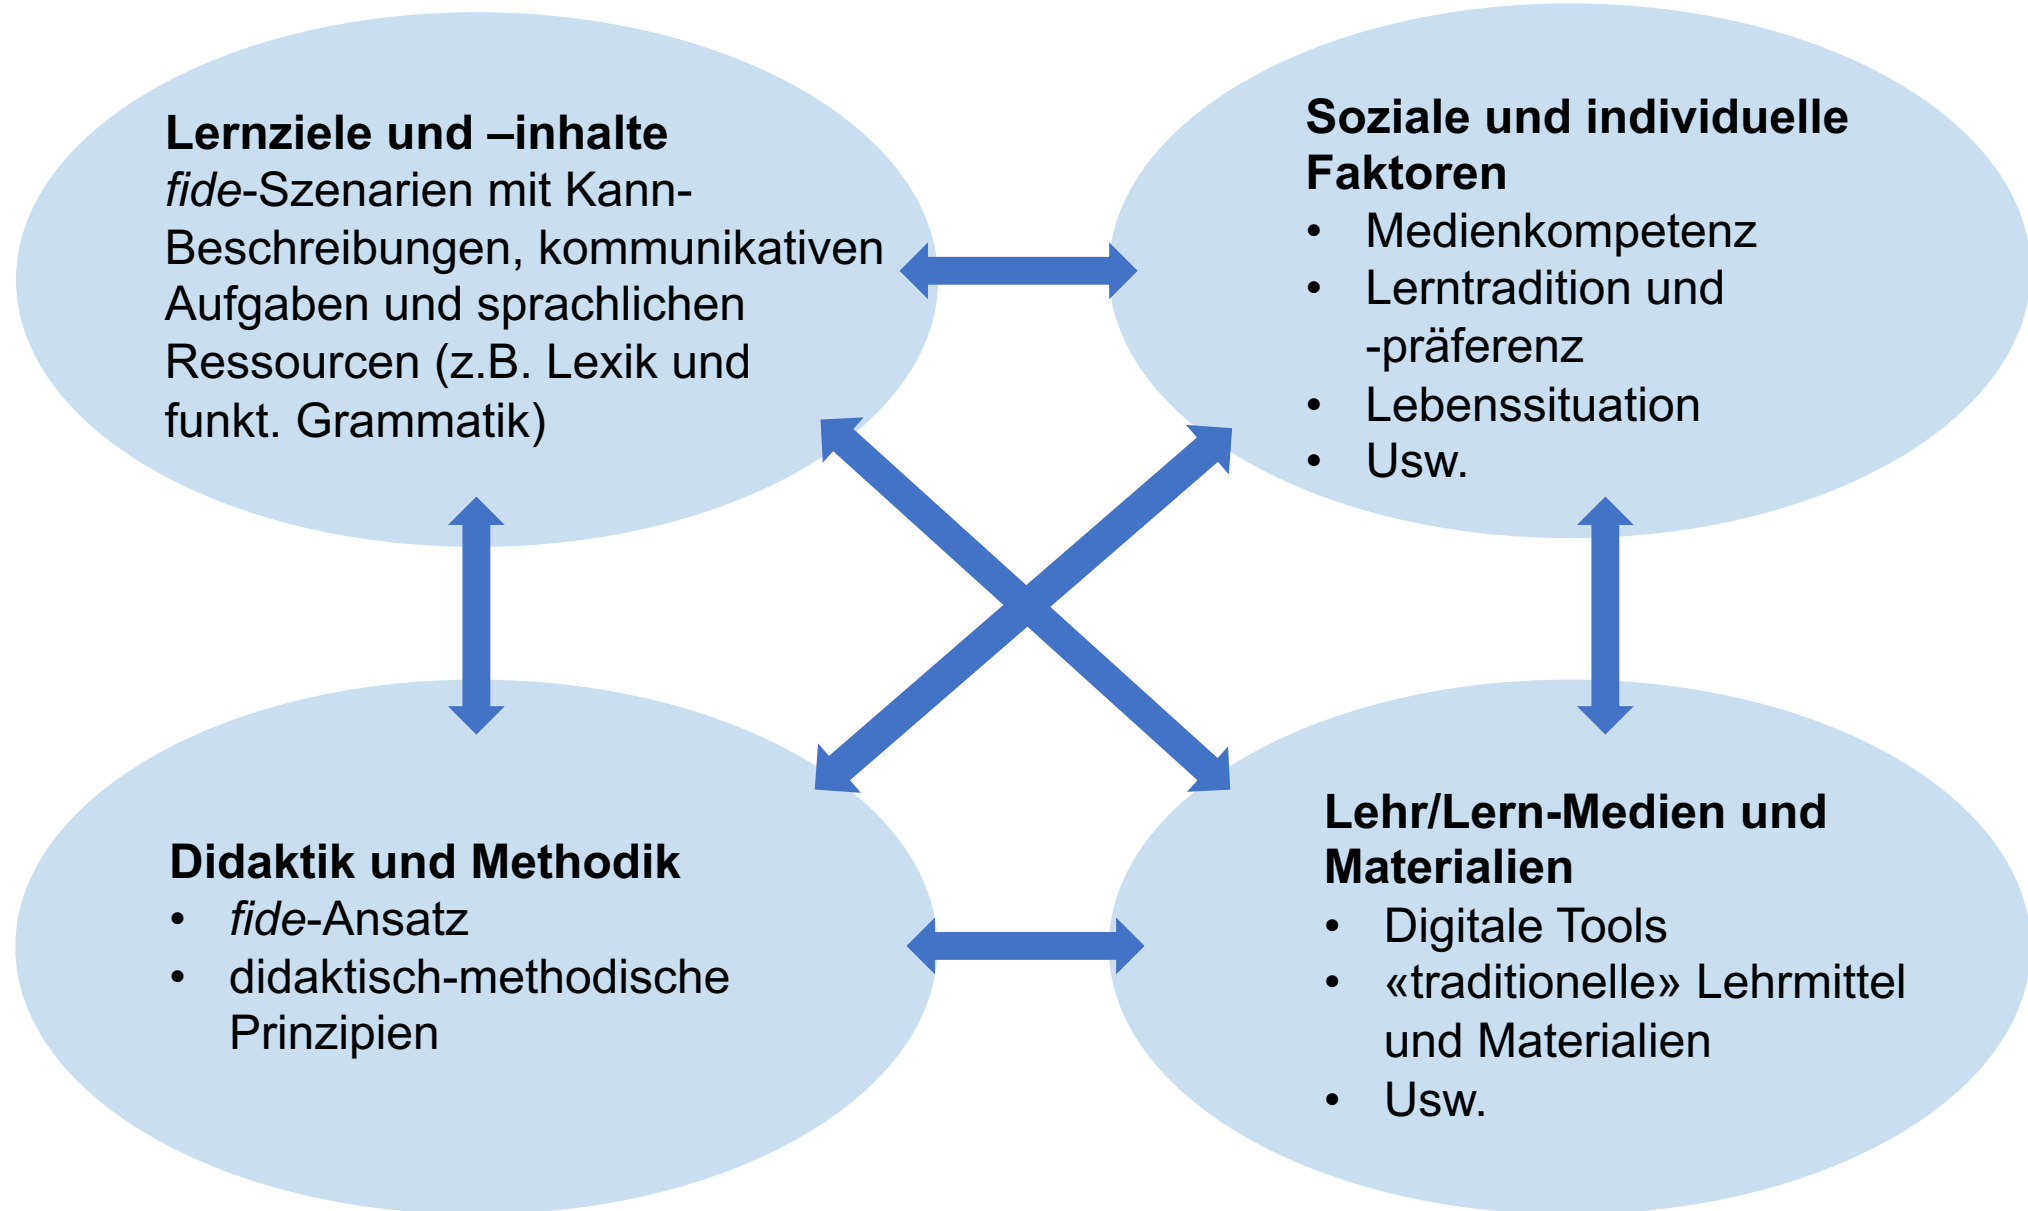 Lernziele und –inhalte
fide-Szenarien mit Kann-
Beschreibungen, kommunikativen
Aufgaben und sprachlichen
Ressourcen (z.B. Lexik und
funkt. Grammatik)
Soziale und individuelle
Faktoren
• Medienkompetenz
• Lerntradition und
-präferenz
• Lebenssituation
• Usw.
Didaktik und Methodik
• fide-Ansatz
• didaktisch-methodische
Prinzipien
Lehr/Lern-Medien und
Materialien
• Digitale Tools
• «traditionelle» Lehrmittel
und Materialien
• Usw.